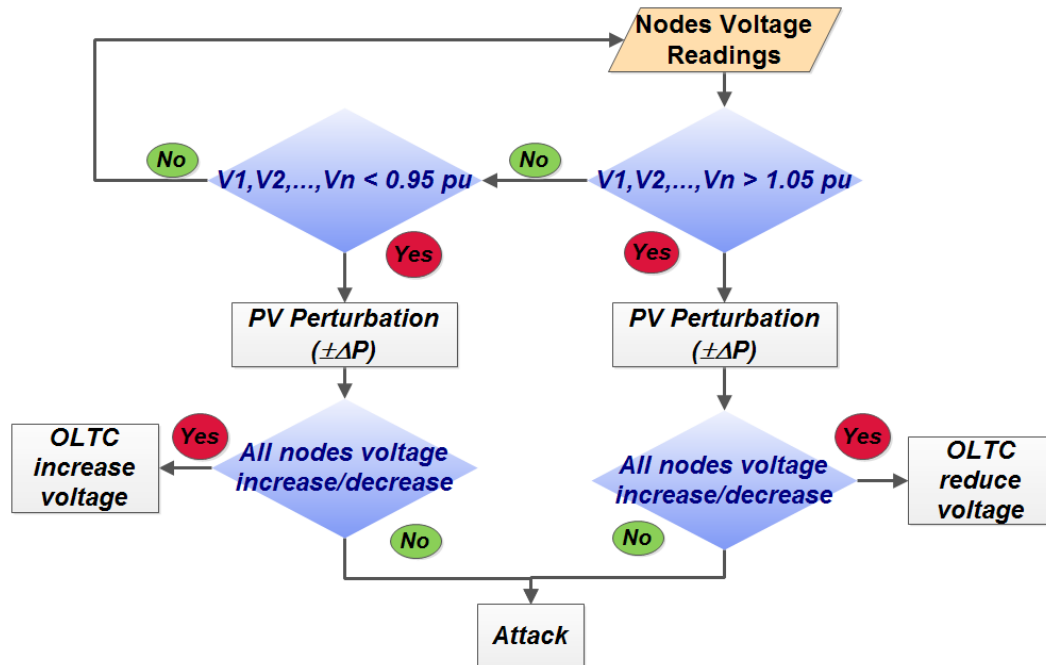 Nodes Voltage
Readings
No
No
V1,V2,...,Vn < 0.95 pu
V1,V2,...,Vn > 1.05 pu
Yes
Yes
PV Perturbation
(±ΔP)
PV Perturbation
(±ΔP)
Yes
Yes
OLTC
increase
voltage
All nodes voltage
increase/decrease
All nodes voltage
increase/decrease
OLTC
reduce
voltage
No
No
Attack